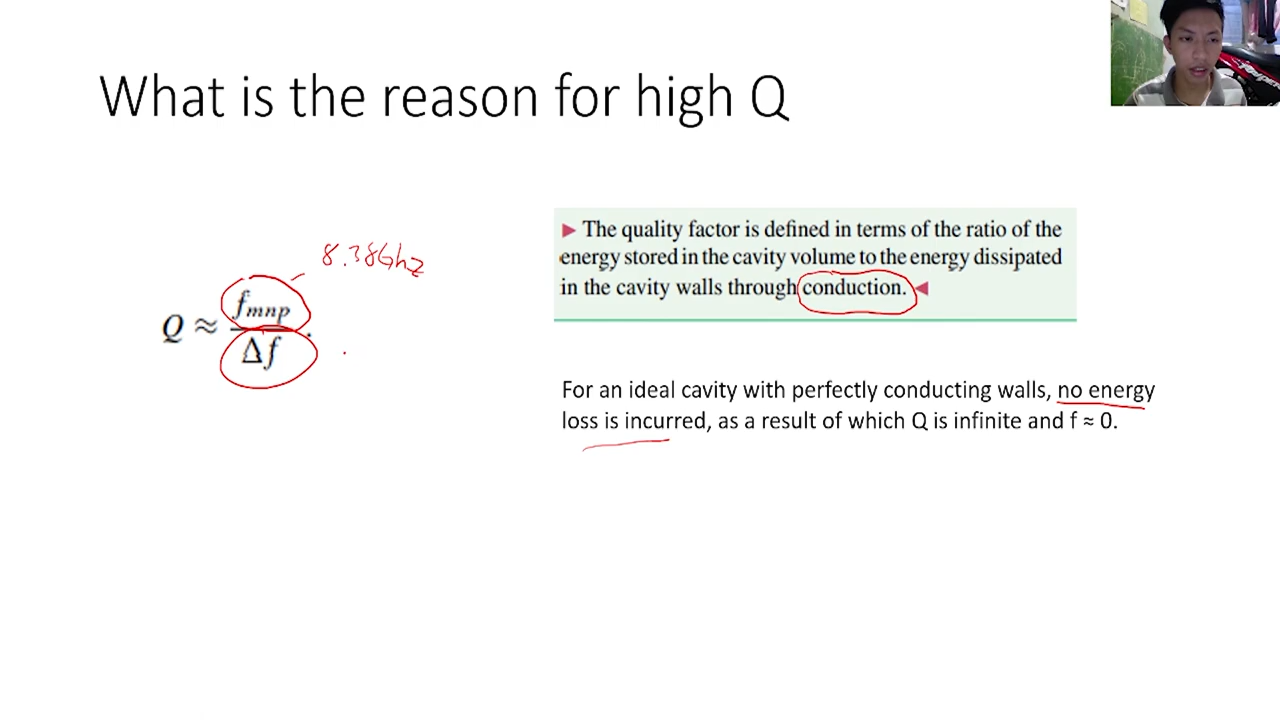 What is the reason for high Q
8.38Ghz
Q ≈ f_mnp / Δf .
▶ The quality factor is defined in terms of the ratio of the
energy stored in the cavity volume to the energy dissipated
in the cavity walls through conduction. ◀
For an ideal cavity with perfectly conducting walls, no energy
loss is incurred, as a result of which Q is infinite and f ≈ 0.